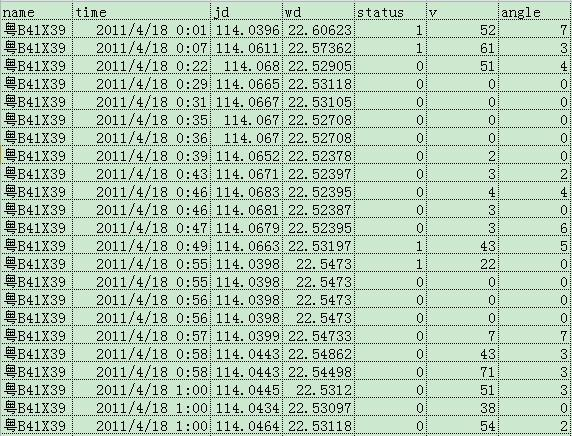 name time jd wd status v angle
粤B41X39 2011/4/18 0:01 114.0396 22.60623 1 52 7
粤B41X39 2011/4/18 0:07 114.0611 22.57362 1 61 3
粤B41X39 2011/4/18 0:22 114.068 22.52905 0 51 4
粤B41X39 2011/4/18 0:29 114.0665 22.53118 0 0 0
粤B41X39 2011/4/18 0:31 114.0667 22.53105 0 0 0
粤B41X39 2011/4/18 0:35 114.067 22.52708 0 0 0
粤B41X39 2011/4/18 0:36 114.067 22.52708 0 0 0
粤B41X39 2011/4/18 0:39 114.0652 22.52378 0 2 0
粤B41X39 2011/4/18 0:43 114.0671 22.52397 0 3 2
粤B41X39 2011/4/18 0:46 114.0683 22.52395 0 4 4
粤B41X39 2011/4/18 0:46 114.0681 22.52387 0 3 0
粤B41X39 2011/4/18 0:47 114.0679 22.52395 0 3 6
粤B41X39 2011/4/18 0:49 114.0663 22.53197 1 43 5
粤B41X39 2011/4/18 0:55 114.0398 22.5473 1 22 0
粤B41X39 2011/4/18 0:55 114.0398 22.5473 0 0 0
粤B41X39 2011/4/18 0:56 114.0398 22.5473 0 0 0
粤B41X39 2011/4/18 0:56 114.0398 22.5473 0 0 0
粤B41X39 2011/4/18 0:57 114.0399 22.54733 0 7 7
粤B41X39 2011/4/18 0:58 114.0443 22.54862 0 43 3
粤B41X39 2011/4/18 0:58 114.0444 22.54498 0 71 3
粤B41X39 2011/4/18 1:00 114.0445 22.5312 0 51 3
粤B41X39 2011/4/18 1:00 114.0434 22.53097 0 38 0
粤B41X39 2011/4/18 1:00 114.0464 22.53118 0 54 2